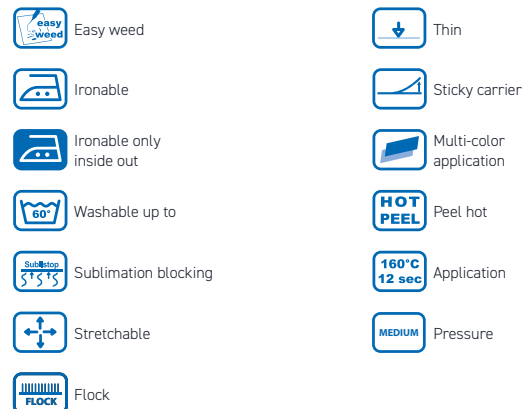 easy
weed
Easy weed
Ironable
Ironable only
inside out
60°
Washable up to
Sublistop
Sublimation blocking
Stretchable
FLOCK
Flock
Thin
Sticky carrier
Multi-color
application
HOT
PEEL
Peel hot
160°C
12 sec
Application
MEDIUM
Pressure